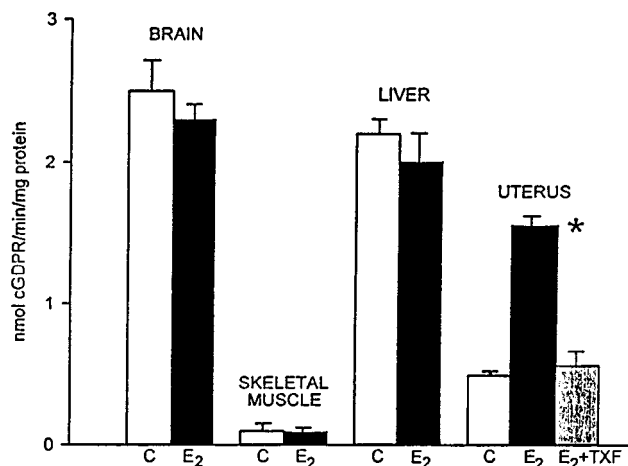 3
BRAIN
LIVER
2
UTERUS
*
nmol cGDPR/min/mg protein
1
SKELETAL
MUSCLE
0
C E₂ C E₂ C E₂ C E₂ E₂+TXF